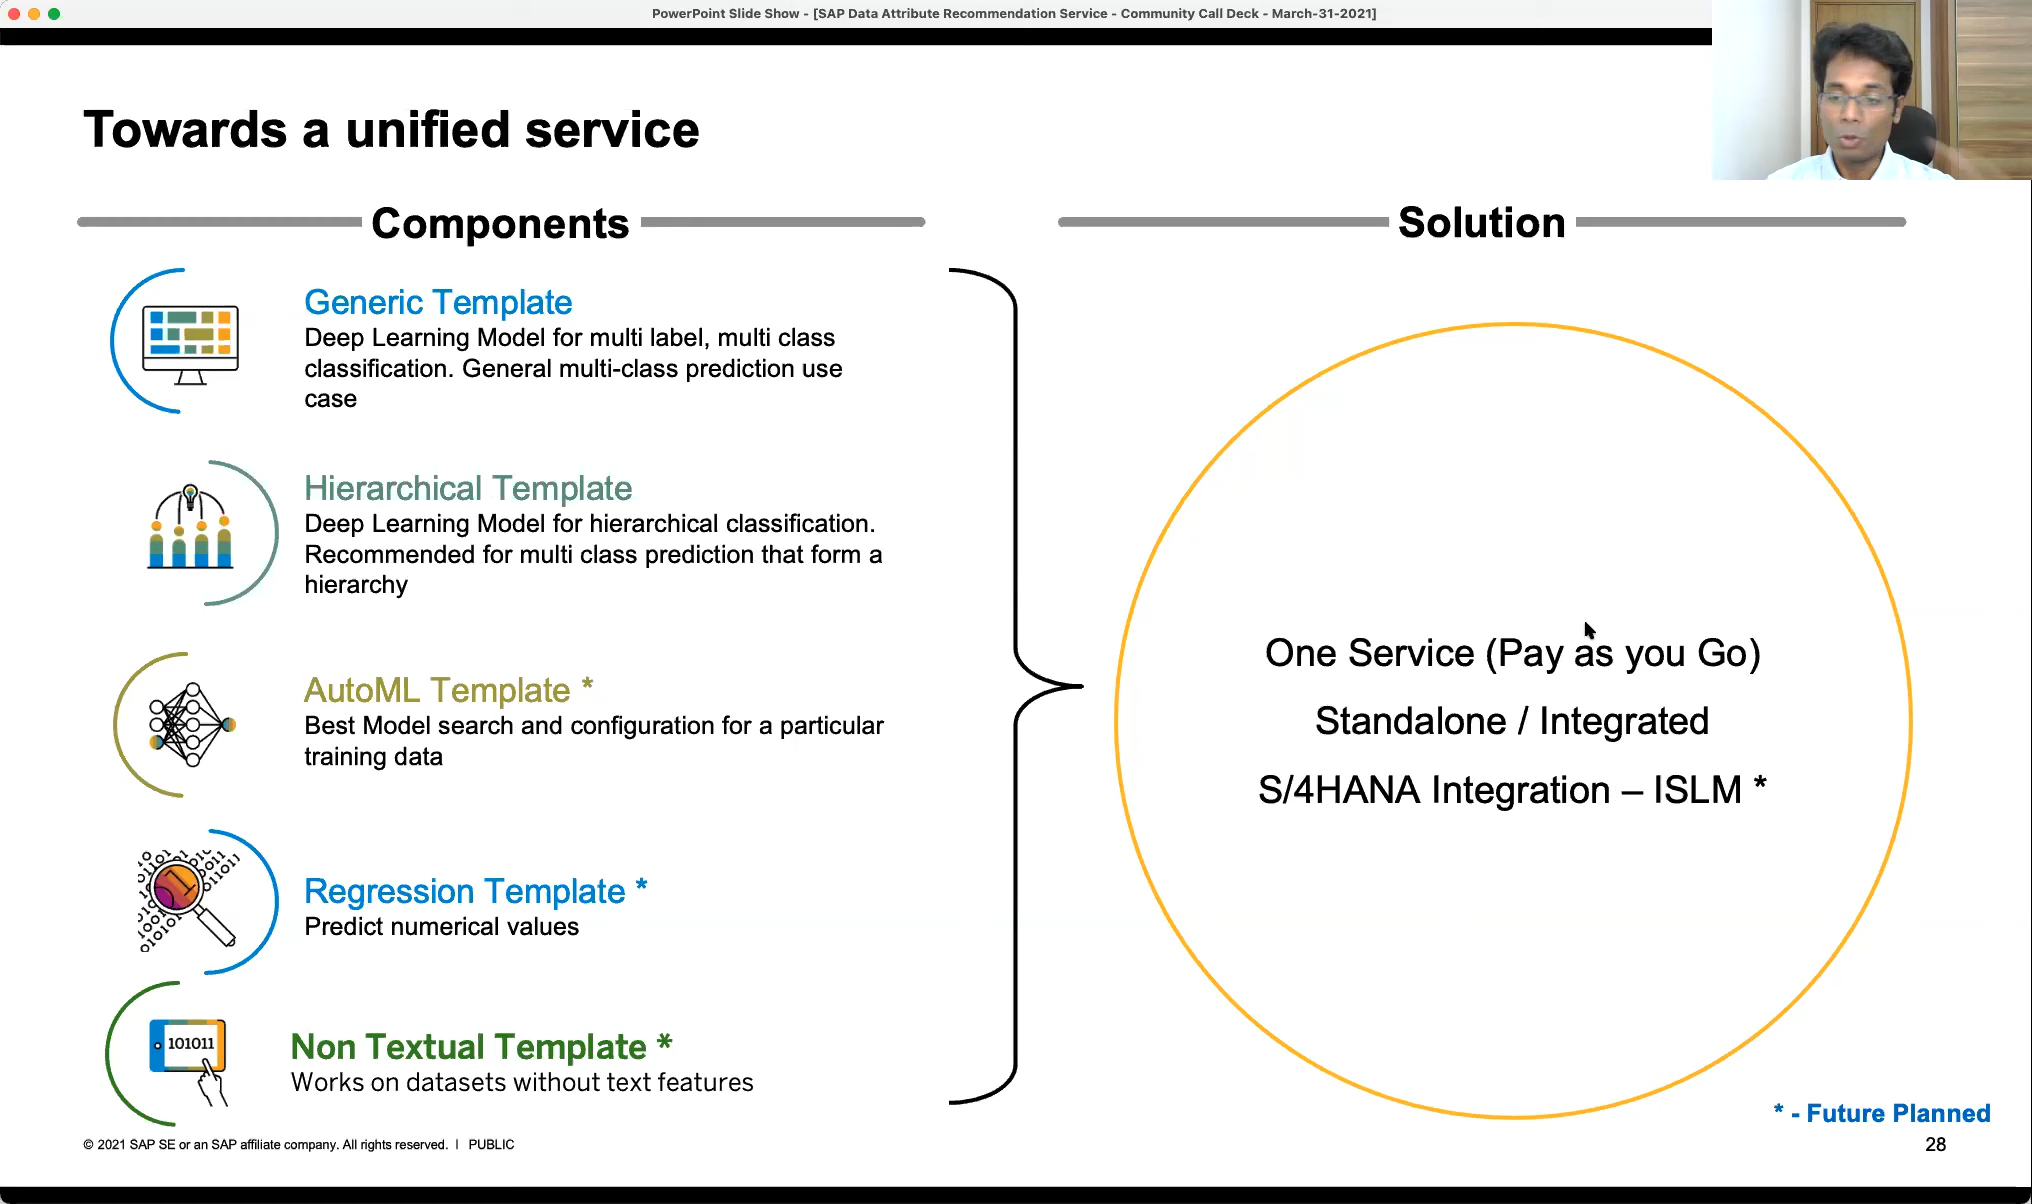 PowerPoint Slide Show - [SAP Data Attribute Recommendation Service - Community Call Deck - March-31-2021]
Towards a unified service
Components
Generic Template
Deep Learning Model for multi label, multi class
classification. General multi-class prediction use
case
Hierarchical Template
Deep Learning Model for hierarchical classification.
Recommended for multi class prediction that form a
hierarchy
AutoML Template *
Best Model search and configuration for a particular
training data
Regression Template *
Predict numerical values
101011
Non Textual Template *
Works on datasets without text features
Solution
One Service (Pay as you Go)
Standalone / Integrated
S/4HANA Integration – ISLM *
* - Future Planned
© 2021 SAP SE or an SAP affiliate company. All rights reserved. | PUBLIC
28